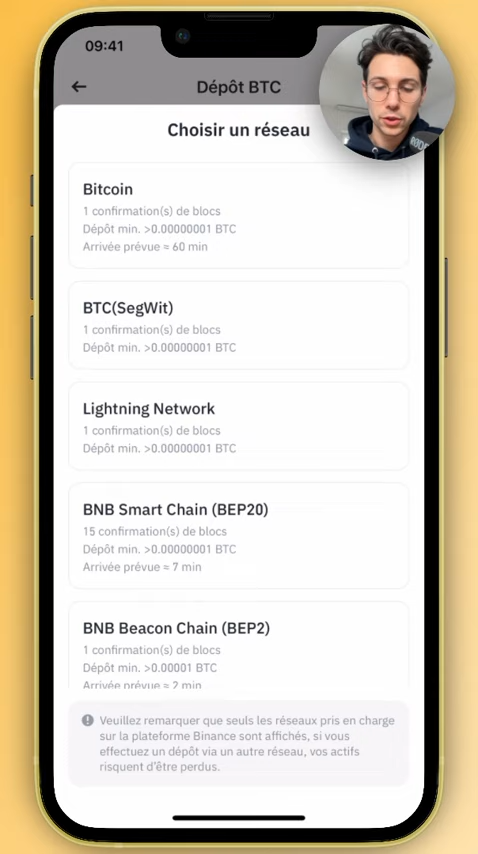 09:41
Dépôt BTC
Choisir un réseau
Bitcoin
1 confirmation(s) de blocs
Dépôt min. >0.00000001 BTC
Arrivée prévue ≈ 60 min
BTC(SegWit)
1 confirmation(s) de blocs
Dépôt min. >0.00000001 BTC
Lightning Network
1 confirmation(s) de blocs
Dépôt min. >0.00000001 BTC
BNB Smart Chain (BEP20)
15 confirmation(s) de blocs
Dépôt min. >0.00000001 BTC
Arrivée prévue ≈ 7 min
BNB Beacon Chain (BEP2)
1 confirmation(s) de blocs
Dépôt min. >0.00001 BTC
Arrivée prévue ≈ 2 min
Veuillez remarquer que seuls les réseaux pris en charge
sur la plateforme Binance sont affichés, si vous
effectuez un dépôt via un autre réseau, vos actifs
risquent d'être perdus.